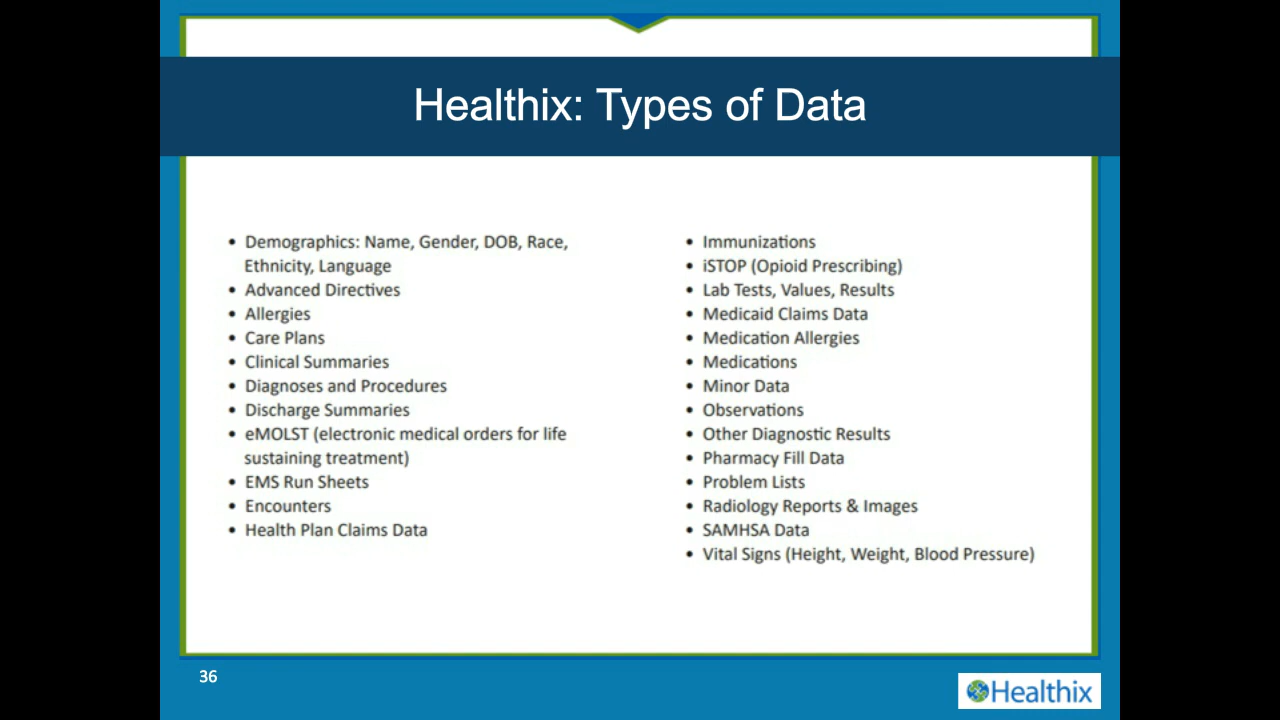 Healthix: Types of Data
• Demographics: Name, Gender, DOB, Race,
Ethnicity, Language
• Advanced Directives
• Allergies
• Care Plans
• Clinical Summaries
• Diagnoses and Procedures
• Discharge Summaries
• eMOLST (electronic medical orders for life
sustaining treatment)
• EMS Run Sheets
• Encounters
• Health Plan Claims Data
• Immunizations
• iSTOP (Opioid Prescribing)
• Lab Tests, Values, Results
• Medicaid Claims Data
• Medication Allergies
• Medications
• Minor Data
• Observations
• Other Diagnostic Results
• Pharmacy Fill Data
• Problem Lists
• Radiology Reports & Images
• SAMHSA Data
• Vital Signs (Height, Weight, Blood Pressure)
36
Healthix